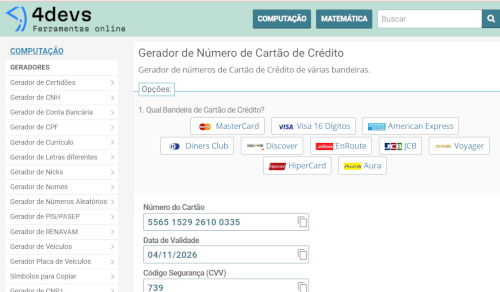 4devs
Ferramentas online
COMPUTAÇÃO
MATEMÁTICA
Buscar
COMPUTAÇÃO
GERADORES
Gerador de Certidões
Gerador de CNH
Gerador de Conta Bancária
Gerador de CPF
Gerador de Currículo
Gerador de Letras diferentes
Gerador de Nicks
Gerador de Nomes
Gerador de Números Aleatórios
Gerador de PIS/PASEP
Gerador de RENAVAM
Gerador de Veículos
Gerador Placa de Veículos
Símbolos para Copiar
Gerador de CNPJ
Gerador de Número de Cartão de Crédito
Gerador de números de Cartão de Crédito de várias bandeiras.
Opções:
1. Qual Bandeira de Cartão de Crédito?
MasterCard
VISA Visa 16 Dígitos
American Express
Diners Club
DISCOVER Discover
EnRoute
JCB JCB
Voyager
HiperCard
Aura Aura
Número do Cartão
5565 1529 2610 0335
Data de Validade
04/11/2026
Código Segurança (CVV)
739